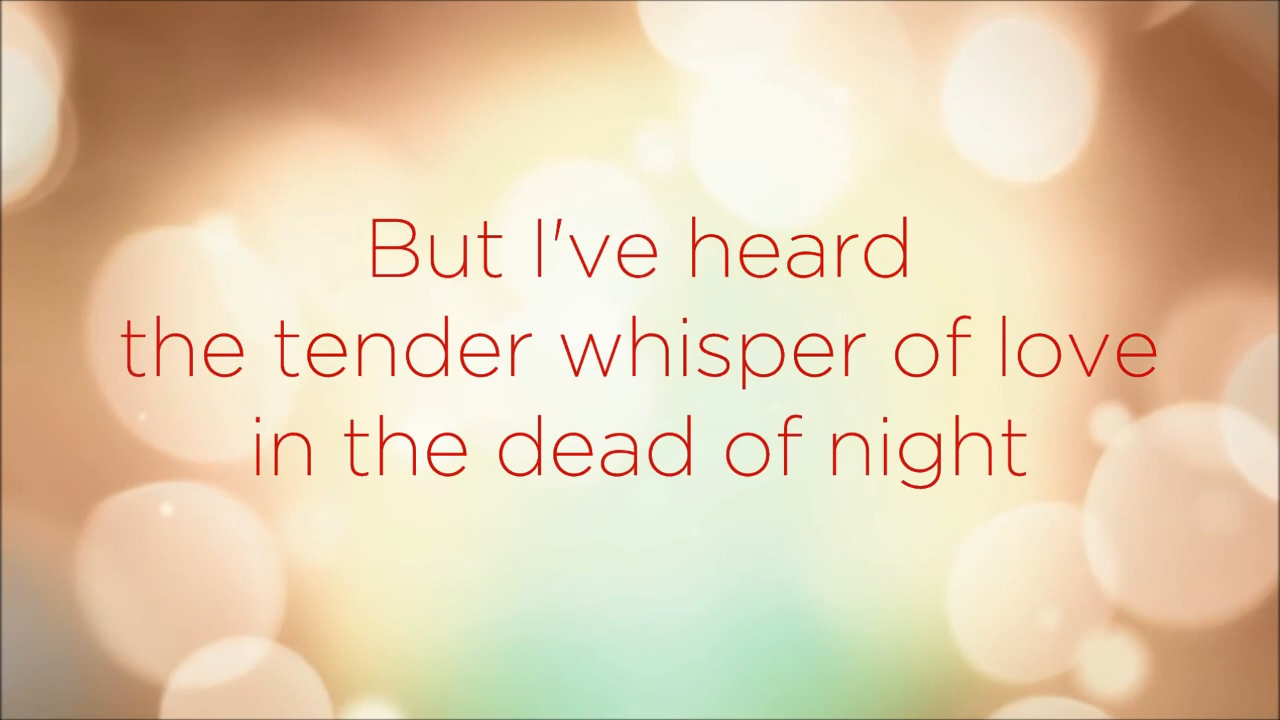 But I've heard
the tender whisper of love
in the dead of night